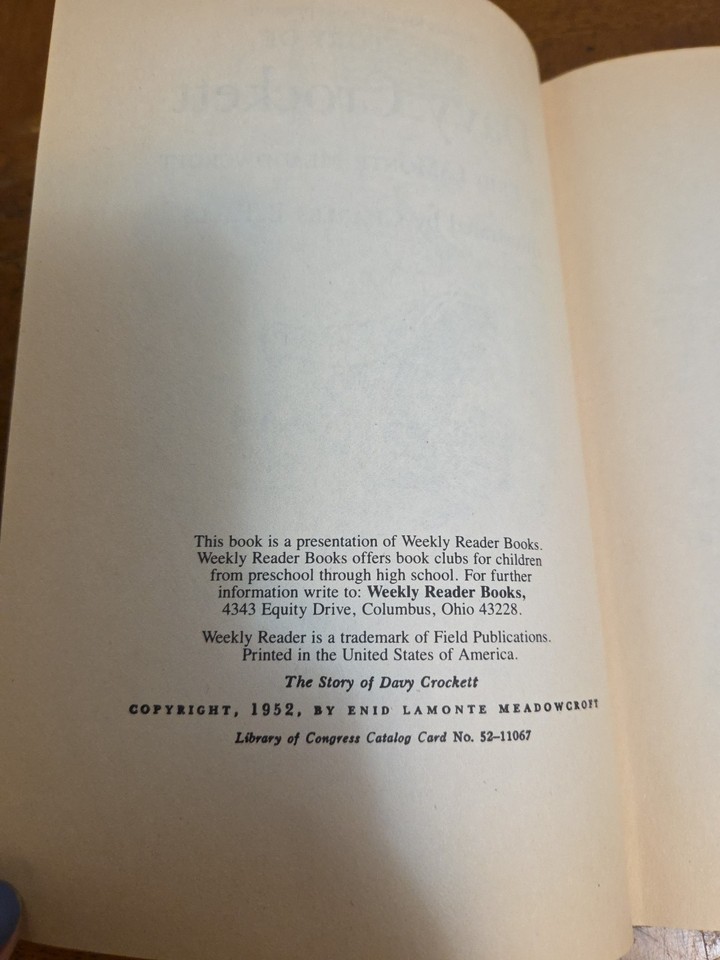 This book is a presentation of Weekly Reader Books.
Weekly Reader Books offers book clubs for children
from preschool through high school. For further
information write to: Weekly Reader Books,
4343 Equity Drive, Columbus, Ohio 43228.
Weekly Reader is a trademark of Field Publications.
Printed in the United States of America.
The Story of Davy Crockett
COPYRIGHT, 1952, BY ENID LAMONTE MEADOWCROFT
Library of Congress Catalog Card No. 52–11067